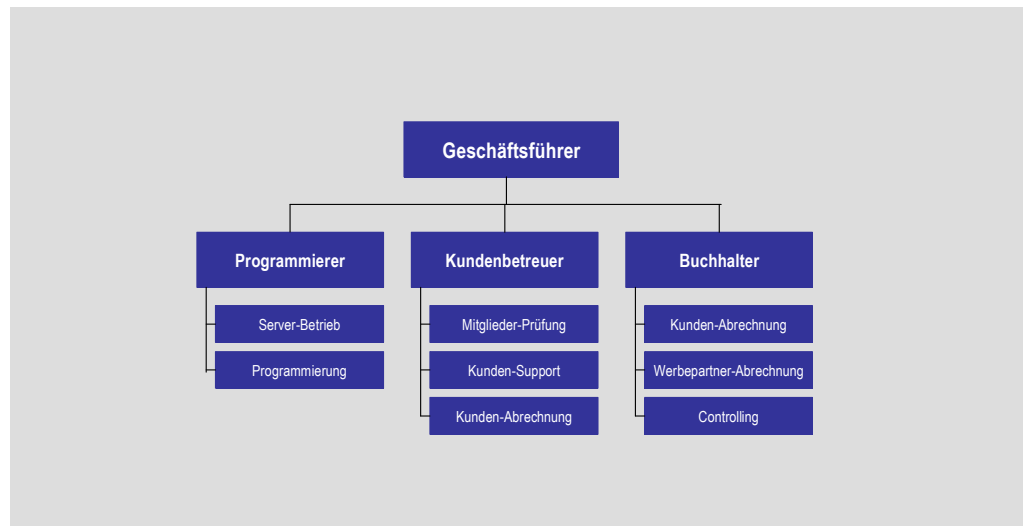 Geschäftsführer
Programmierer
Kundenbetreuer
Buchhalter
Server-Betrieb
Mitglieder-Prüfung
Kunden-Abrechnung
Programmierung
Kunden-Support
Werbepartner-Abrechnung
Kunden-Abrechnung
Controlling